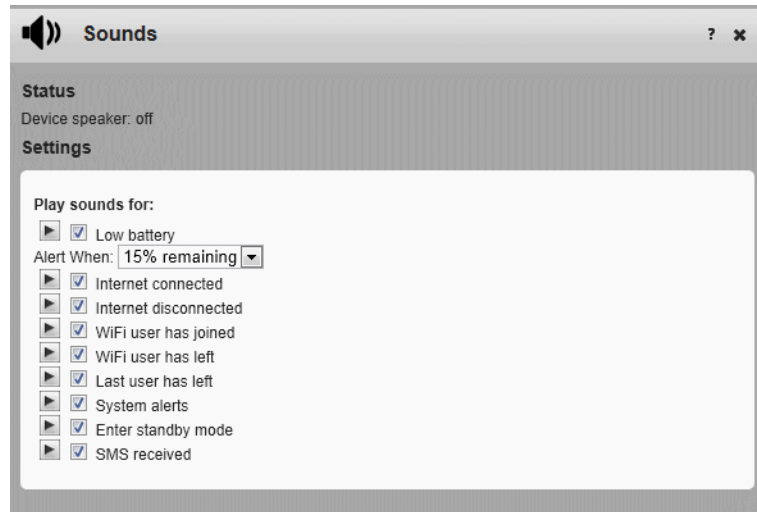 Sounds ? ✖
Status
Device speaker: off
Settings
Play sounds for:
Low battery
Alert When: 15% remaining
Internet connected
Internet disconnected
WiFi user has joined
WiFi user has left
Last user has left
System alerts
Enter standby mode
SMS received